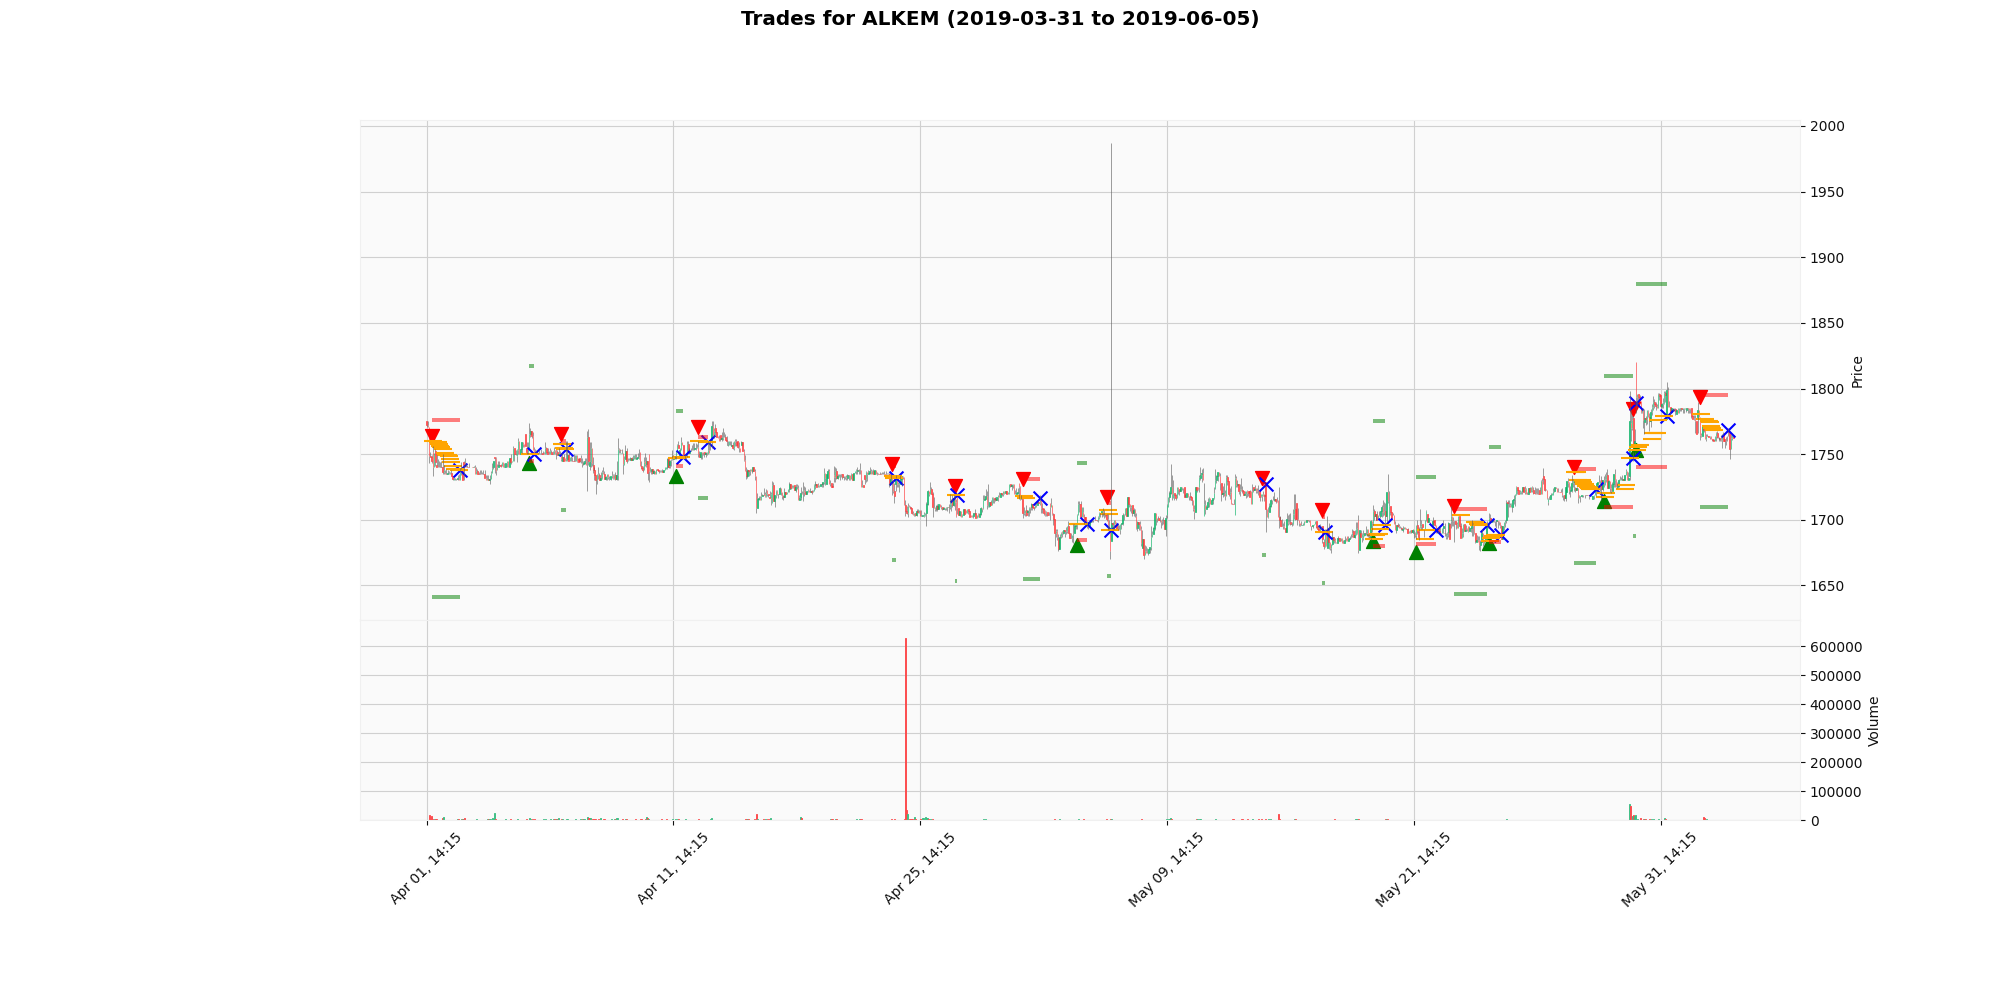 Trades for ALKEM (2019-03-31 to 2019-06-05)
2000
1950
1900
1850
1800
1750
1700
1650
Price
600000
500000
400000
300000
200000
100000
0
Volume
Apr 01, 14:15
Apr 11, 14:15
Apr 25, 14:15
May 09, 14:15
May 21, 14:15
May 31, 14:15